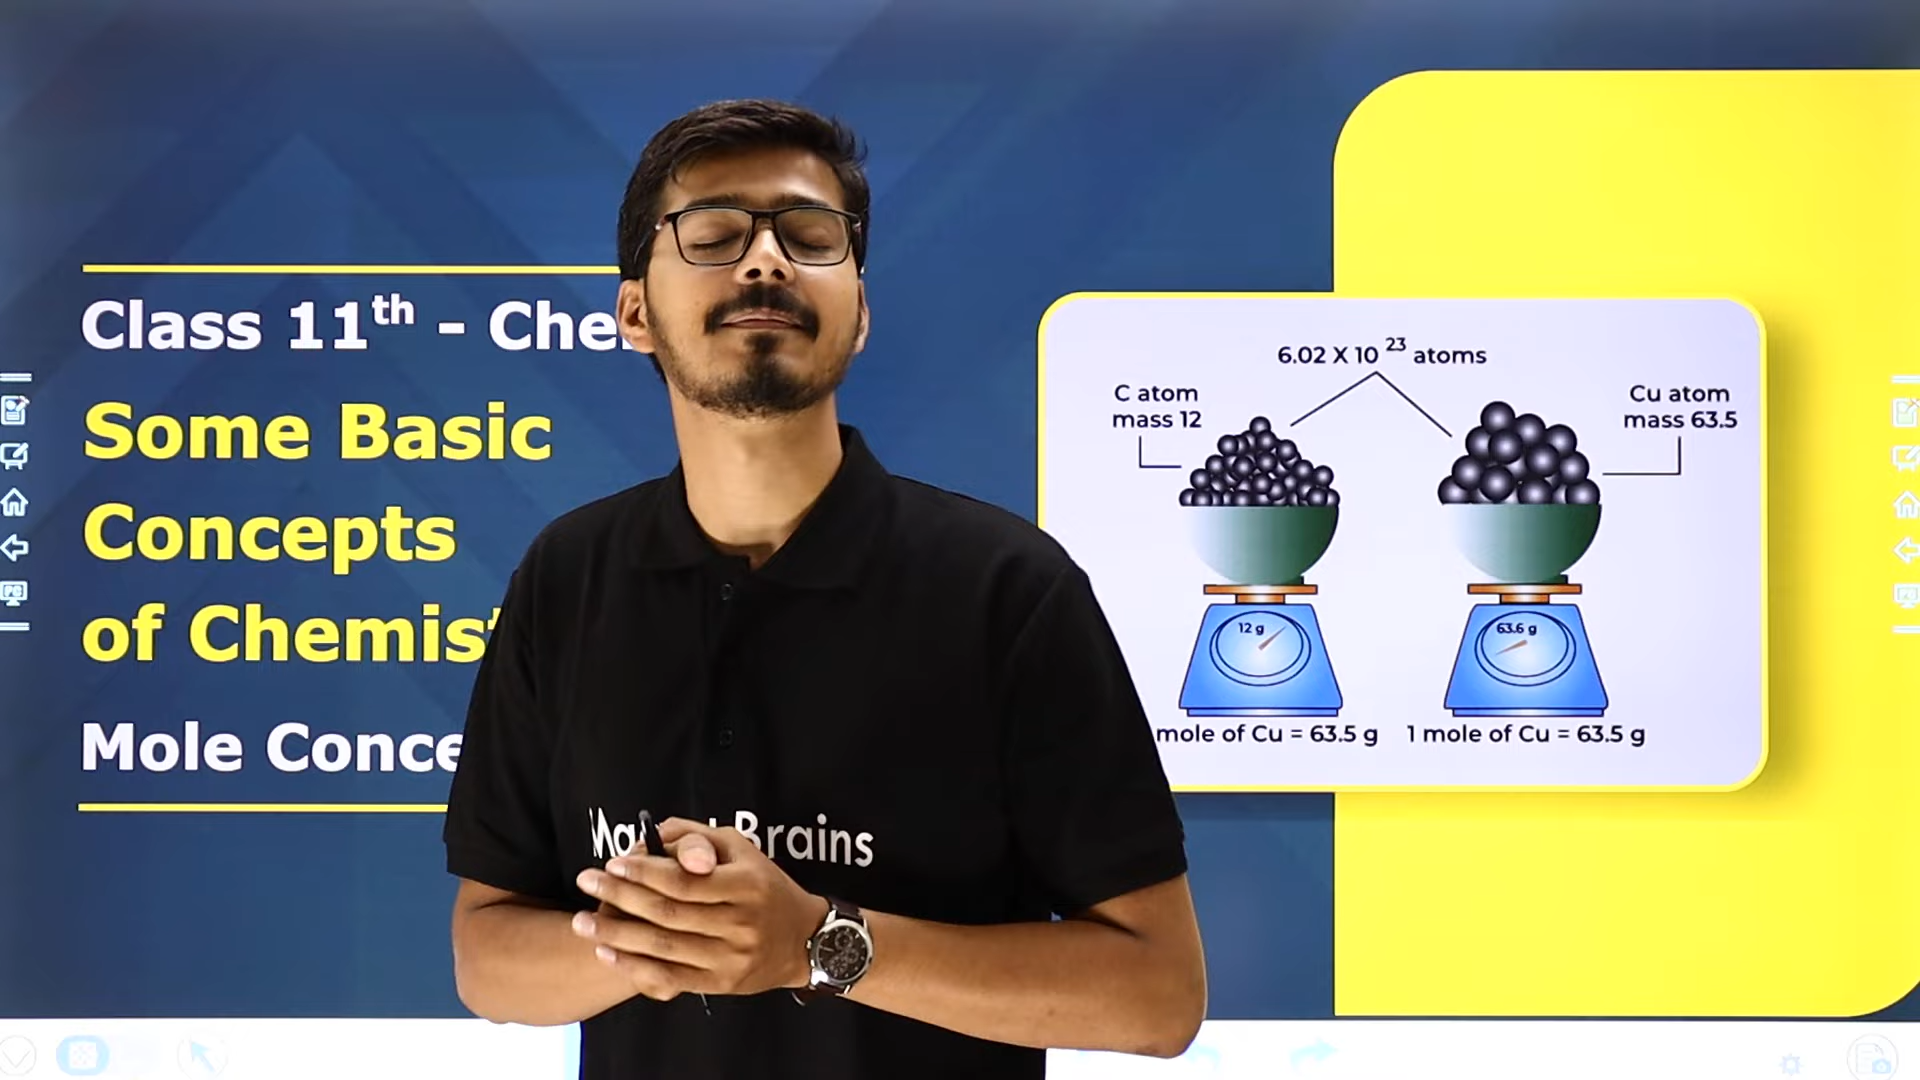 Class 11th - Che
Some Basic
Concepts
of Chemis
Mole Conce
6.02 X 10 23 atoms
C atom
mass 12
Cu atom
mass 63.5
12 g
63.6 g
mole of Cu = 63.5 g
1 mole of Cu = 63.5 g
Brains